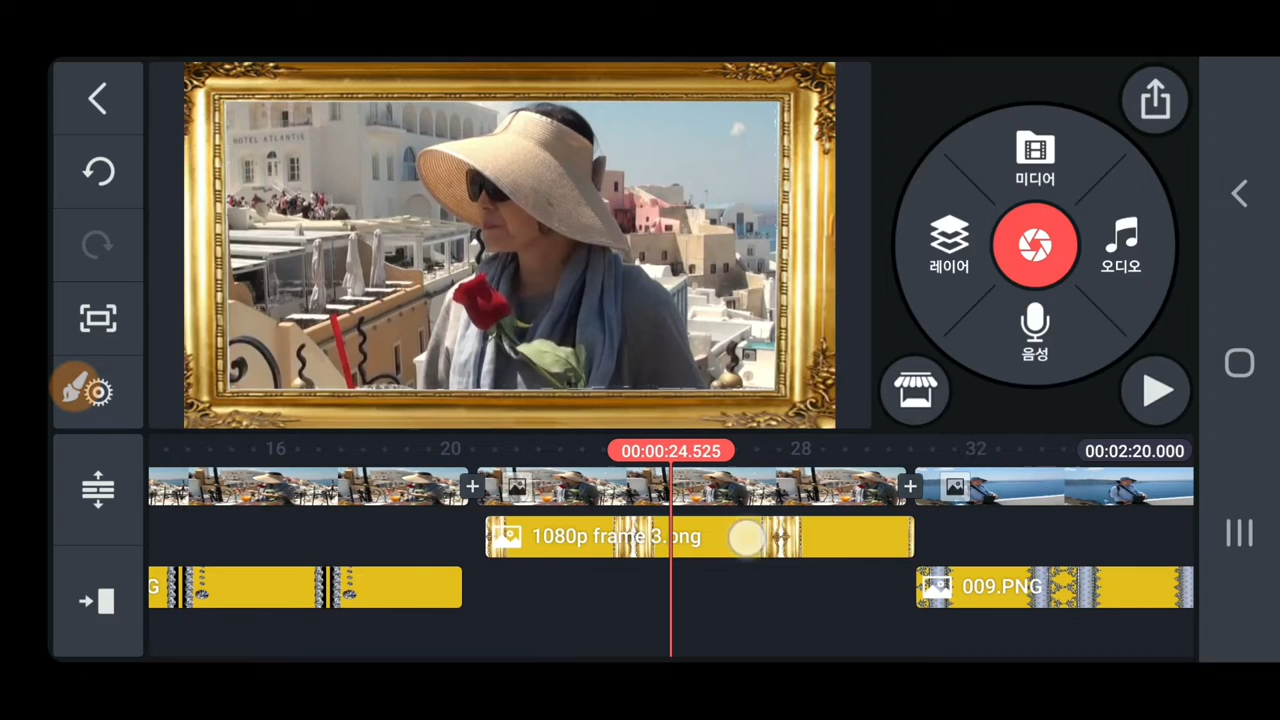 HOTEL ATLANTIS
미디어
레이어
오디오
음성
16
20
00:00:24.525
28
32
00:02:20.000
1080p frame 3.png
G
009.PNG